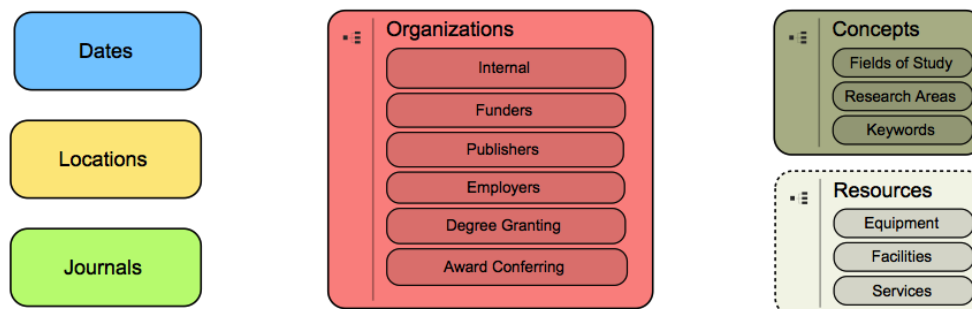 Dates
Locations
Journals
Organizations
Internal
Funders
Publishers
Employers
Degree Granting
Award Conferring
Concepts
Fields of Study
Research Areas
Keywords
Resources
Equipment
Facilities
Services